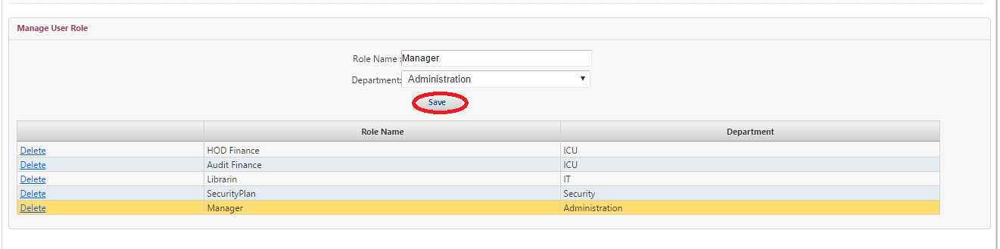 Manage User Role
Role Name : Manager
Department: Administration
Save
Role Name Department
Delete HOD Finance ICU
Delete Audit Finance ICU
Delete Librarin IT
Delete SecurityPlan Security
Delete Manager Administration